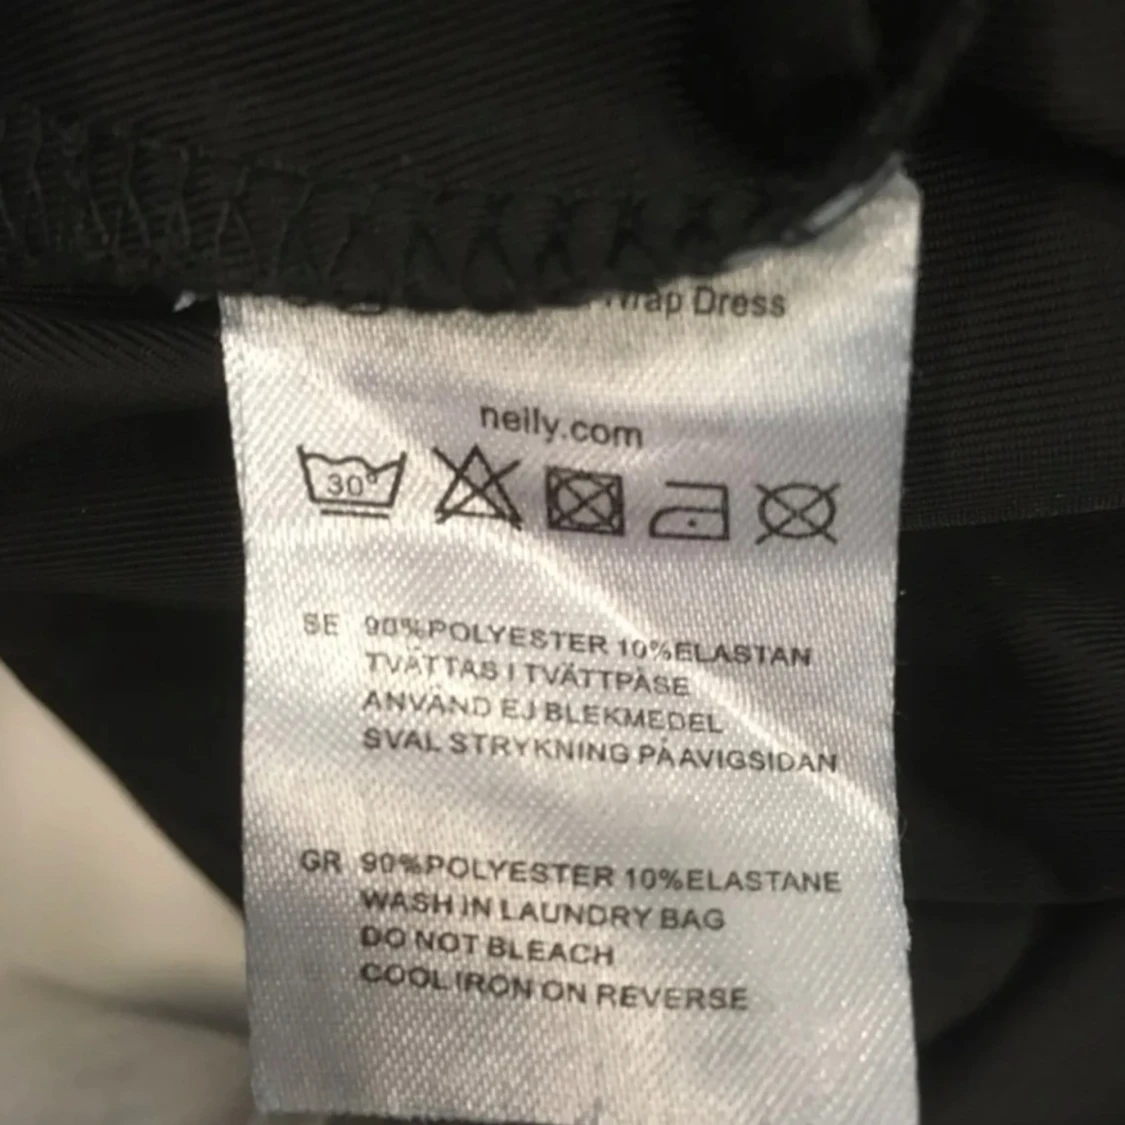 Wrap Dress
nelly.com
30°
SE 90%POLYESTER 10%ELASTAN
TVÄTTAS I TVÄTTPÅSE
ANVÄND EJ BLEKMEDEL
SVAL STRYKNING PÅ AVIGSIDAN
GR 90%POLYESTER 10%ELASTANE
WASH IN LAUNDRY BAG
DO NOT BLEACH
COOL IRON ON REVERSE